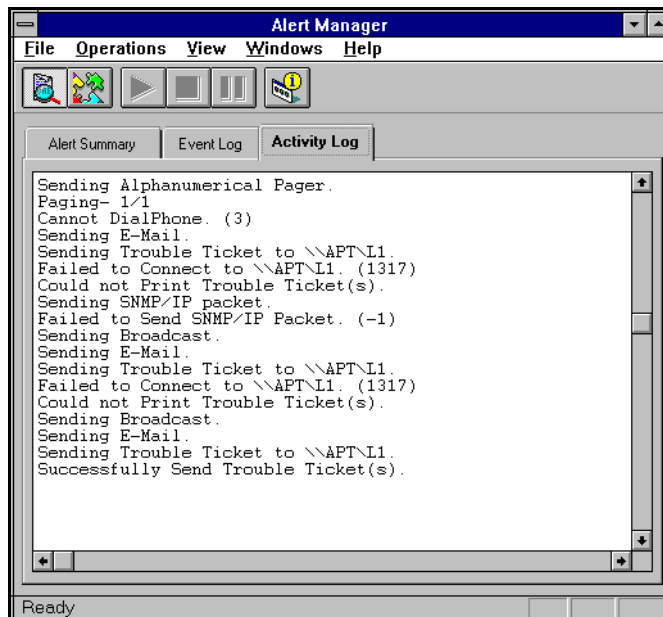 Alert Manager
File Operations View Windows Help
Alert Summary Event Log Activity Log
Sending Alphanumerical Pager.
Paging- 1/1
Cannot DialPhone. (3)
Sending E-Mail.
Sending Trouble Ticket to \\APT\L1.
Failed to Connect to \\APT\L1. (1317)
Could not Print Trouble Ticket(s).
Sending SNMP/IP packet.
Failed to Send SNMP/IP Packet. (-1)
Sending Broadcast.
Sending E-Mail.
Sending Trouble Ticket to \\APT\L1.
Failed to Connect to \\APT\L1. (1317)
Could not Print Trouble Ticket(s).
Sending Broadcast.
Sending E-Mail.
Sending Trouble Ticket to \\APT\L1.
Successfully Send Trouble Ticket(s).
Ready